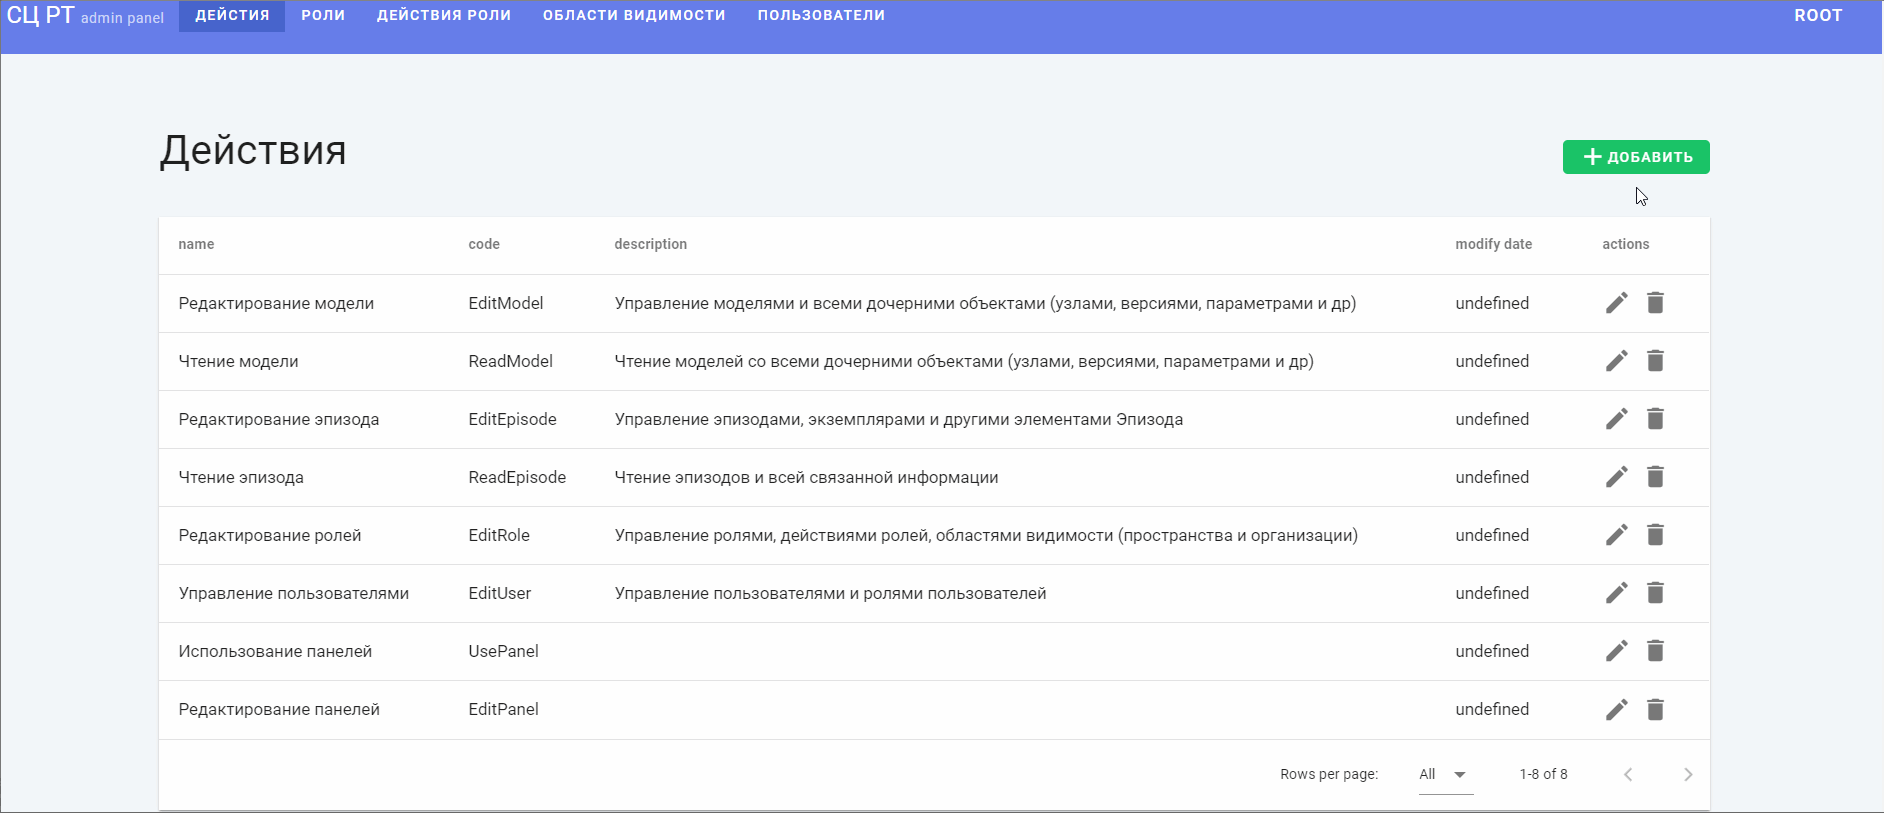 СЦ РТ admin panel ДЕЙСТИЯ РОЛИ ДЕЙСТВИЯ РОЛИ ОБЛАСТИ ВИДИМОСТИ ПОЛЬЗОВАТЕЛИ ROOT
Действия
ДОБАВИТЬ
name code description modify date actions
Редактирование модели EditModel Управление моделями и всеми дочерними объектами (узлами, версиями, параметрами и др) undefined
Чтение модели ReadModel Чтение моделей со всеми дочерними объектами (узлами, версиями, параметрами и др) undefined
Редактирование эпизода EditEpisode Управление эпизодами, экземплярами и другими элементами Эпизода undefined
Чтение эпизода ReadEpisode Чтение эпизодов и всей связанной информации undefined
Редактирование ролей EditRole Управление ролями, действиями ролей, областями видимости (пространства и организации) undefined
Управление пользователями EditUser Управление пользователями и ролями пользователей undefined
Использование панелей UsePanel undefined
Редактирование панелей EditPanel undefined
Rows per page: All 1-8 of 8